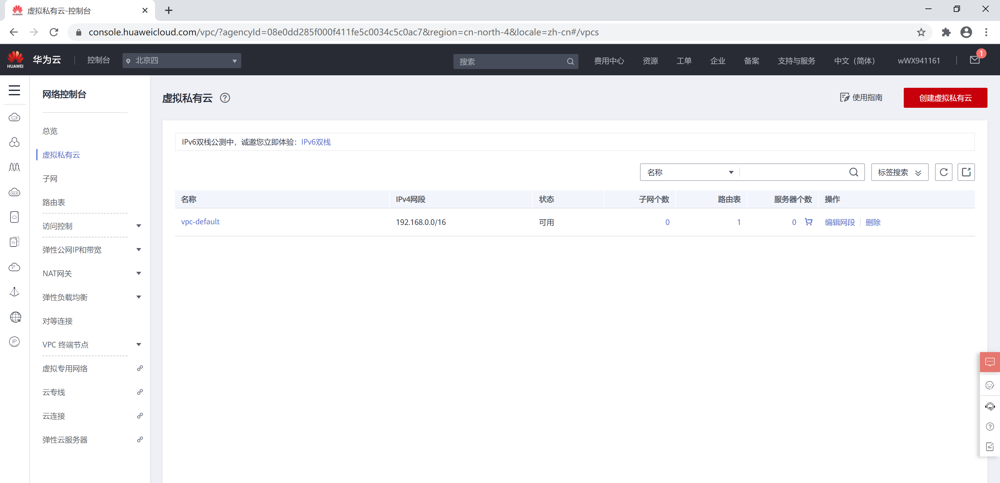 虚拟私有云-控制台
console.huaweicloud.com/vpc/?agencyId=08e0dd285f000f411fe5c0034c5c0ac7&region=cn-north-4&locale=zh-cn#/vpcs
HUAWEI
华为云
控制台
北京四
搜索
费用中心
资源
工单
企业
备案
支持与服务
中文（简体）
wWX941161
1
网络控制台
总览
虚拟私有云
子网
路由表
访问控制
弹性公网IP和带宽
NAT网关
弹性负载均衡
对等连接
VPC 终端节点
虚拟专用网络
云专线
云连接
弹性云服务器
虚拟私有云
使用指南
创建虚拟私有云
IPv6双栈公测中，诚邀您立即体验：IPv6双栈
名称
标签搜索
名称 IPv4网段 状态 子网个数 路由表 服务器个数 操作
vpc-default 192.168.0.0/16 可用 0 1 0 编辑网段 删除
W
IP